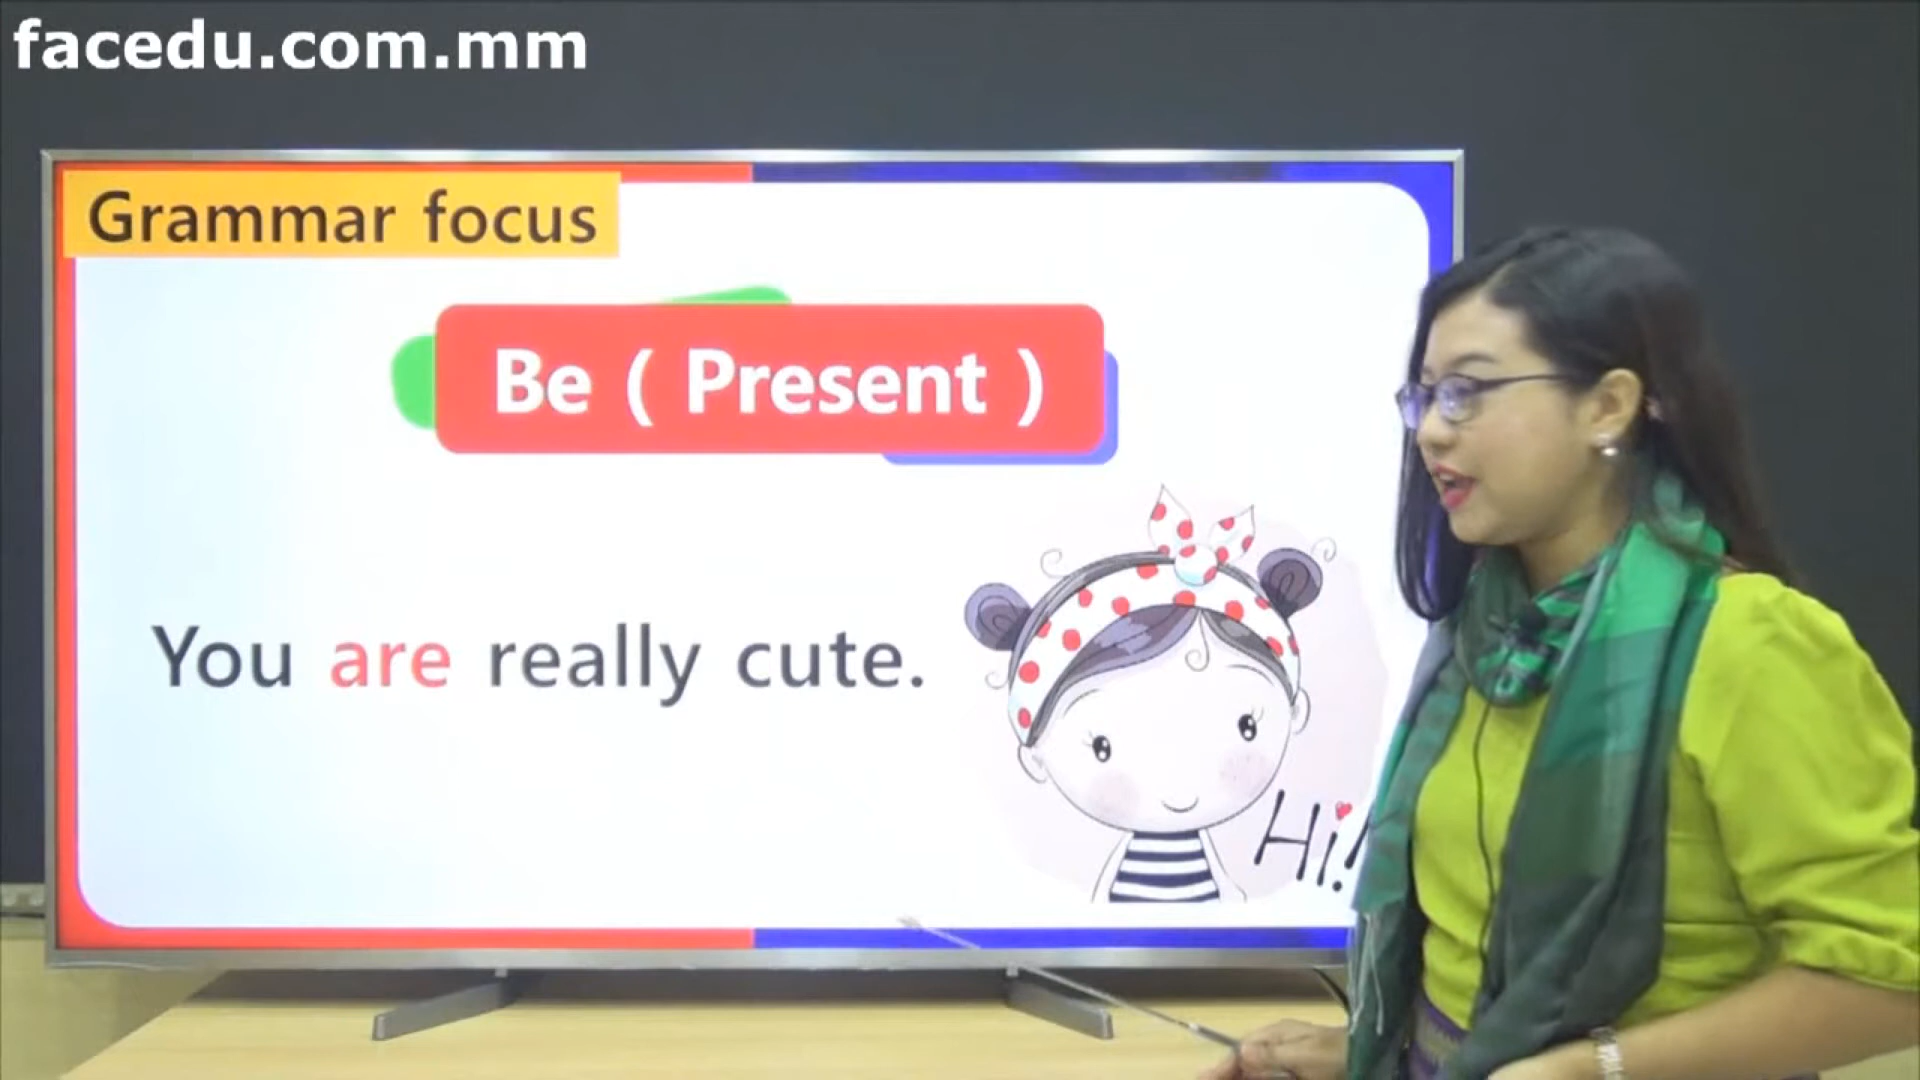 facedu.com.mm
Grammar focus
Be ( Present )
You are really cute.
Hi!